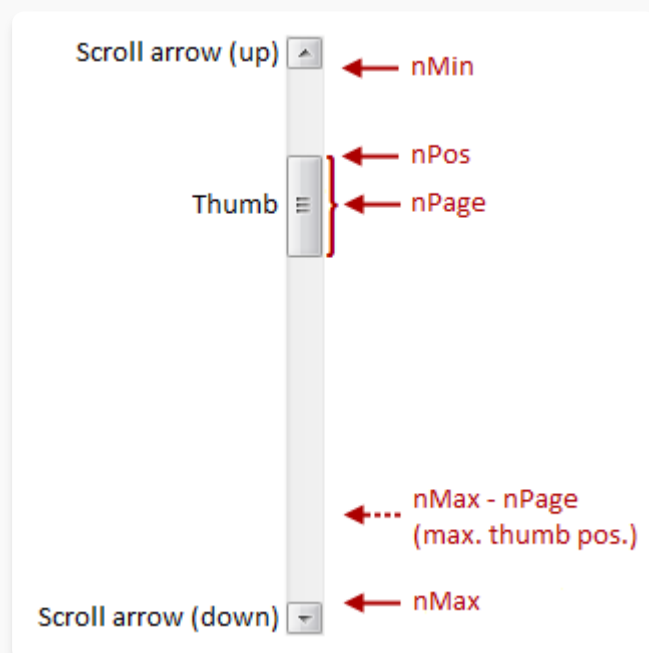 Scroll arrow (up)
nMin
nPos
Thumb
nPage
nMax - nPage
(max. thumb pos.)
nMax
Scroll arrow (down)